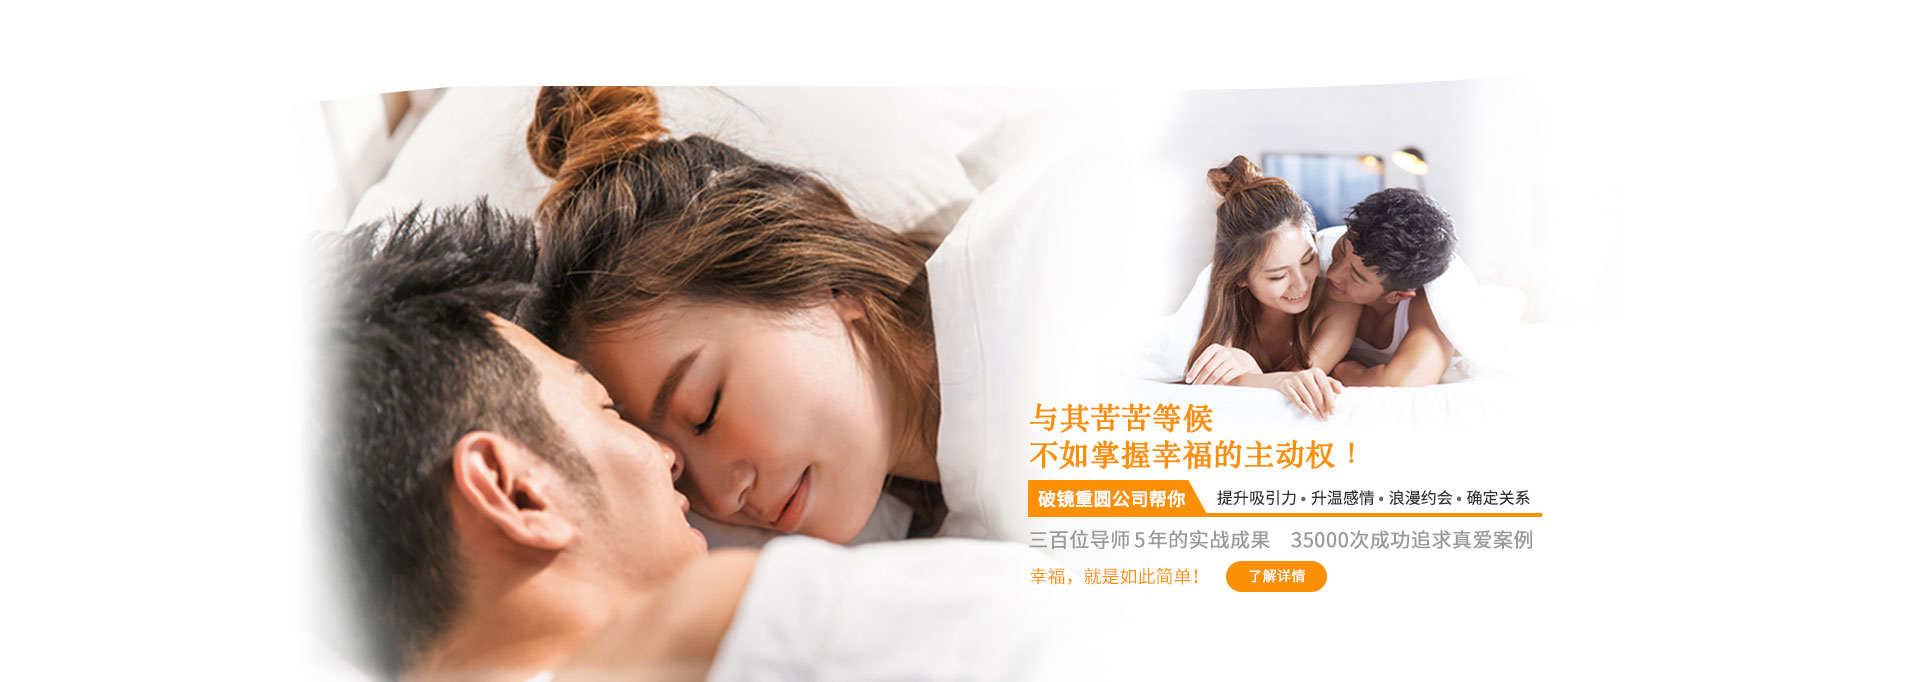 与其苦苦等候
不如掌握幸福的主动权！
破镜重圆公司帮你 提升吸引力•升温感情•浪漫约会•确定关系
三百位导师5年的实战成果 35000次成功追求真爱案例
幸福，就是如此简单！ 了解详情